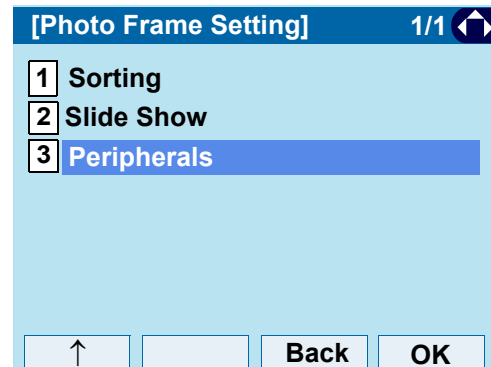 [Photo Frame Setting] 1/1
1 Sorting
2 Slide Show
3 Peripherals
↑ Back OK